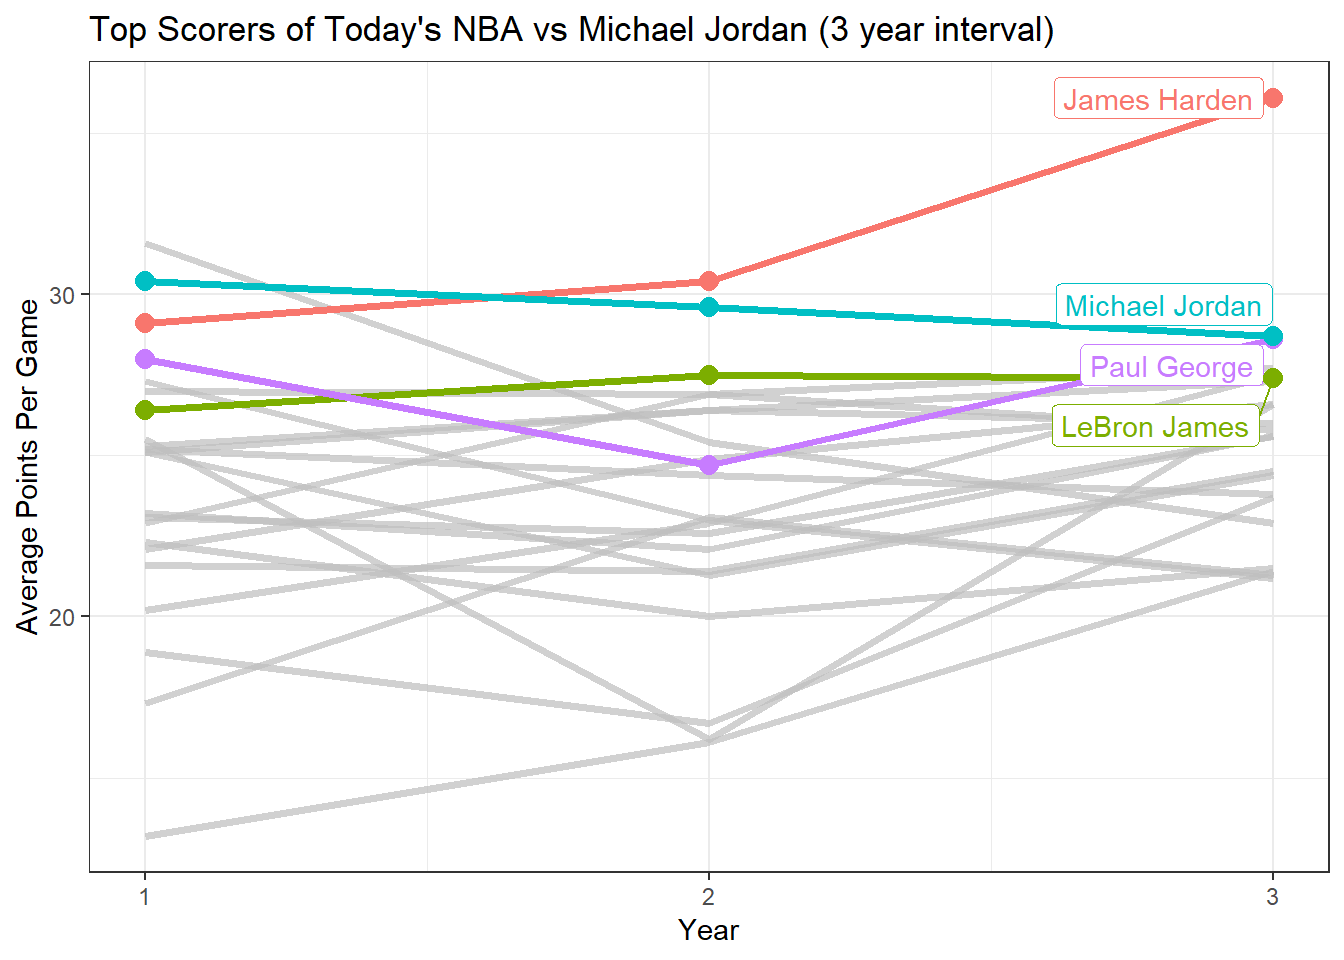 Top Scorers of Today's NBA vs Michael Jordan (3 year interval)
James Harden
30
Michael Jordan
Paul George
LeBron James
Average Points Per Game
20
1 2 3
Year